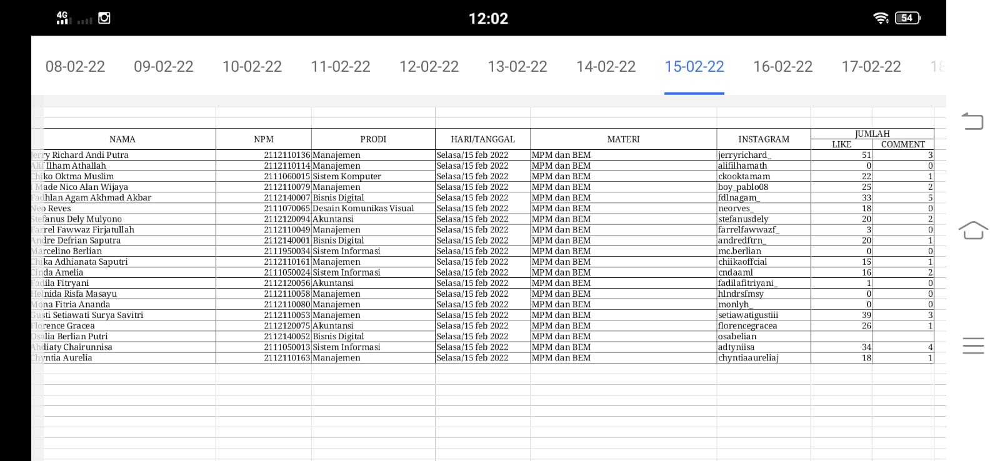 4G 12:02 54
08-02-22 09-02-22 10-02-22 11-02-22 12-02-22 13-02-22 14-02-22 15-02-22 16-02-22 17-02-22 18
NAMA NPM PRODI HARI/TANGGAL MATERI INSTAGRAM JUMLAH
LIKE COMMENT
Jerry Richard Andi Putra 2112110136 Manajemen Selasa/15 feb 2022 MPM dan BEM jerryrichard_ 51 3
Alif Ilham Athallah 2112110114 Manajemen Selasa/15 feb 2022 MPM dan BEM alifilhamath 0 0
Chiko Oktma Muslim 2111060015 Sistem Komputer Selasa/15 feb 2022 MPM dan BEM ckooktamam 22 1
I Made Nico Alan Wijaya 2112110079 Manajemen Selasa/15 feb 2022 MPM dan BEM boy_pablo08 25 2
Fadhlan Agam Akhmad Akbar 2112140007 Bisnis Digital Selasa/15 feb 2022 MPM dan BEM fdlnagam_ 33 5
Neo Reves 2111070065 Desain Komunikas Visual Selasa/15 feb 2022 MPM dan BEM neorves_ 18 0
Stefanus Dely Mulyono 2112120094 Akuntansi Selasa/15 feb 2022 MPM dan BEM stefanusdely 20 2
Farrel Fawwaz Firjatullah 2112110049 Manajemen Selasa/15 feb 2022 MPM dan BEM farrelfawwazf_ 3 0
Andre Defrian Saputra 2112140001 Bisnis Digital Selasa/15 feb 2022 MPM dan BEM andredftrn_ 20 1
Marcelino Berlian 2111950034 Sistem Informasi Selasa/15 feb 2022 MPM dan BEM mc.berlian 0 0
Chika Adhianata Saputri 2112110161 Manajemen Selasa/15 feb 2022 MPM dan BEM chiikaoffcial 15 1
Cinda Amelia 2111050024 Sistem Informasi Selasa/15 feb 2022 MPM dan BEM cndaaml 16 2
Fadila Fitryani 2112120056 Akuntansi Selasa/15 feb 2022 MPM dan BEM fadilafitriyani_ 1 0
Helnida Risfa Masayu 2112110058 Manajemen Selasa/15 feb 2022 MPM dan BEM hlndrsfmsy 0 0
Mona Fitria Ananda 2112110080 Manajemen Selasa/15 feb 2022 MPM dan BEM monlyh_ 0 0
Gusti Setiawati Surya Savitri 2112110053 Manajemen Selasa/15 feb 2022 MPM dan BEM setiawatigustiii 39 3
Florence Gracea 2112120075 Akuntansi Selasa/15 feb 2022 MPM dan BEM florencegracea 26 1
Osalia Berlian Putri 2112140052 Bisnis Digital Selasa/15 feb 2022 MPM dan BEM osabelian
Ahdiaty Chairunnisa 2111050013 Sistem Informasi Selasa/15 feb 2022 MPM dan BEM adtyniisa 34 4
Chyntia Aurelia 2112110163 Manajemen Selasa/15 feb 2022 MPM dan BEM chyntiaaureliaj 18 1